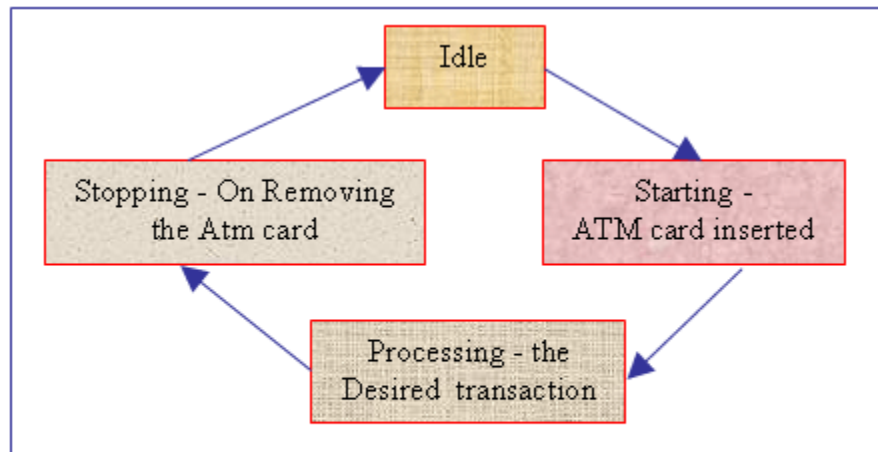 Idle
Stopping - On Removing
the Atm card
Starting -
ATM card inserted
Processing - the
Desired transaction